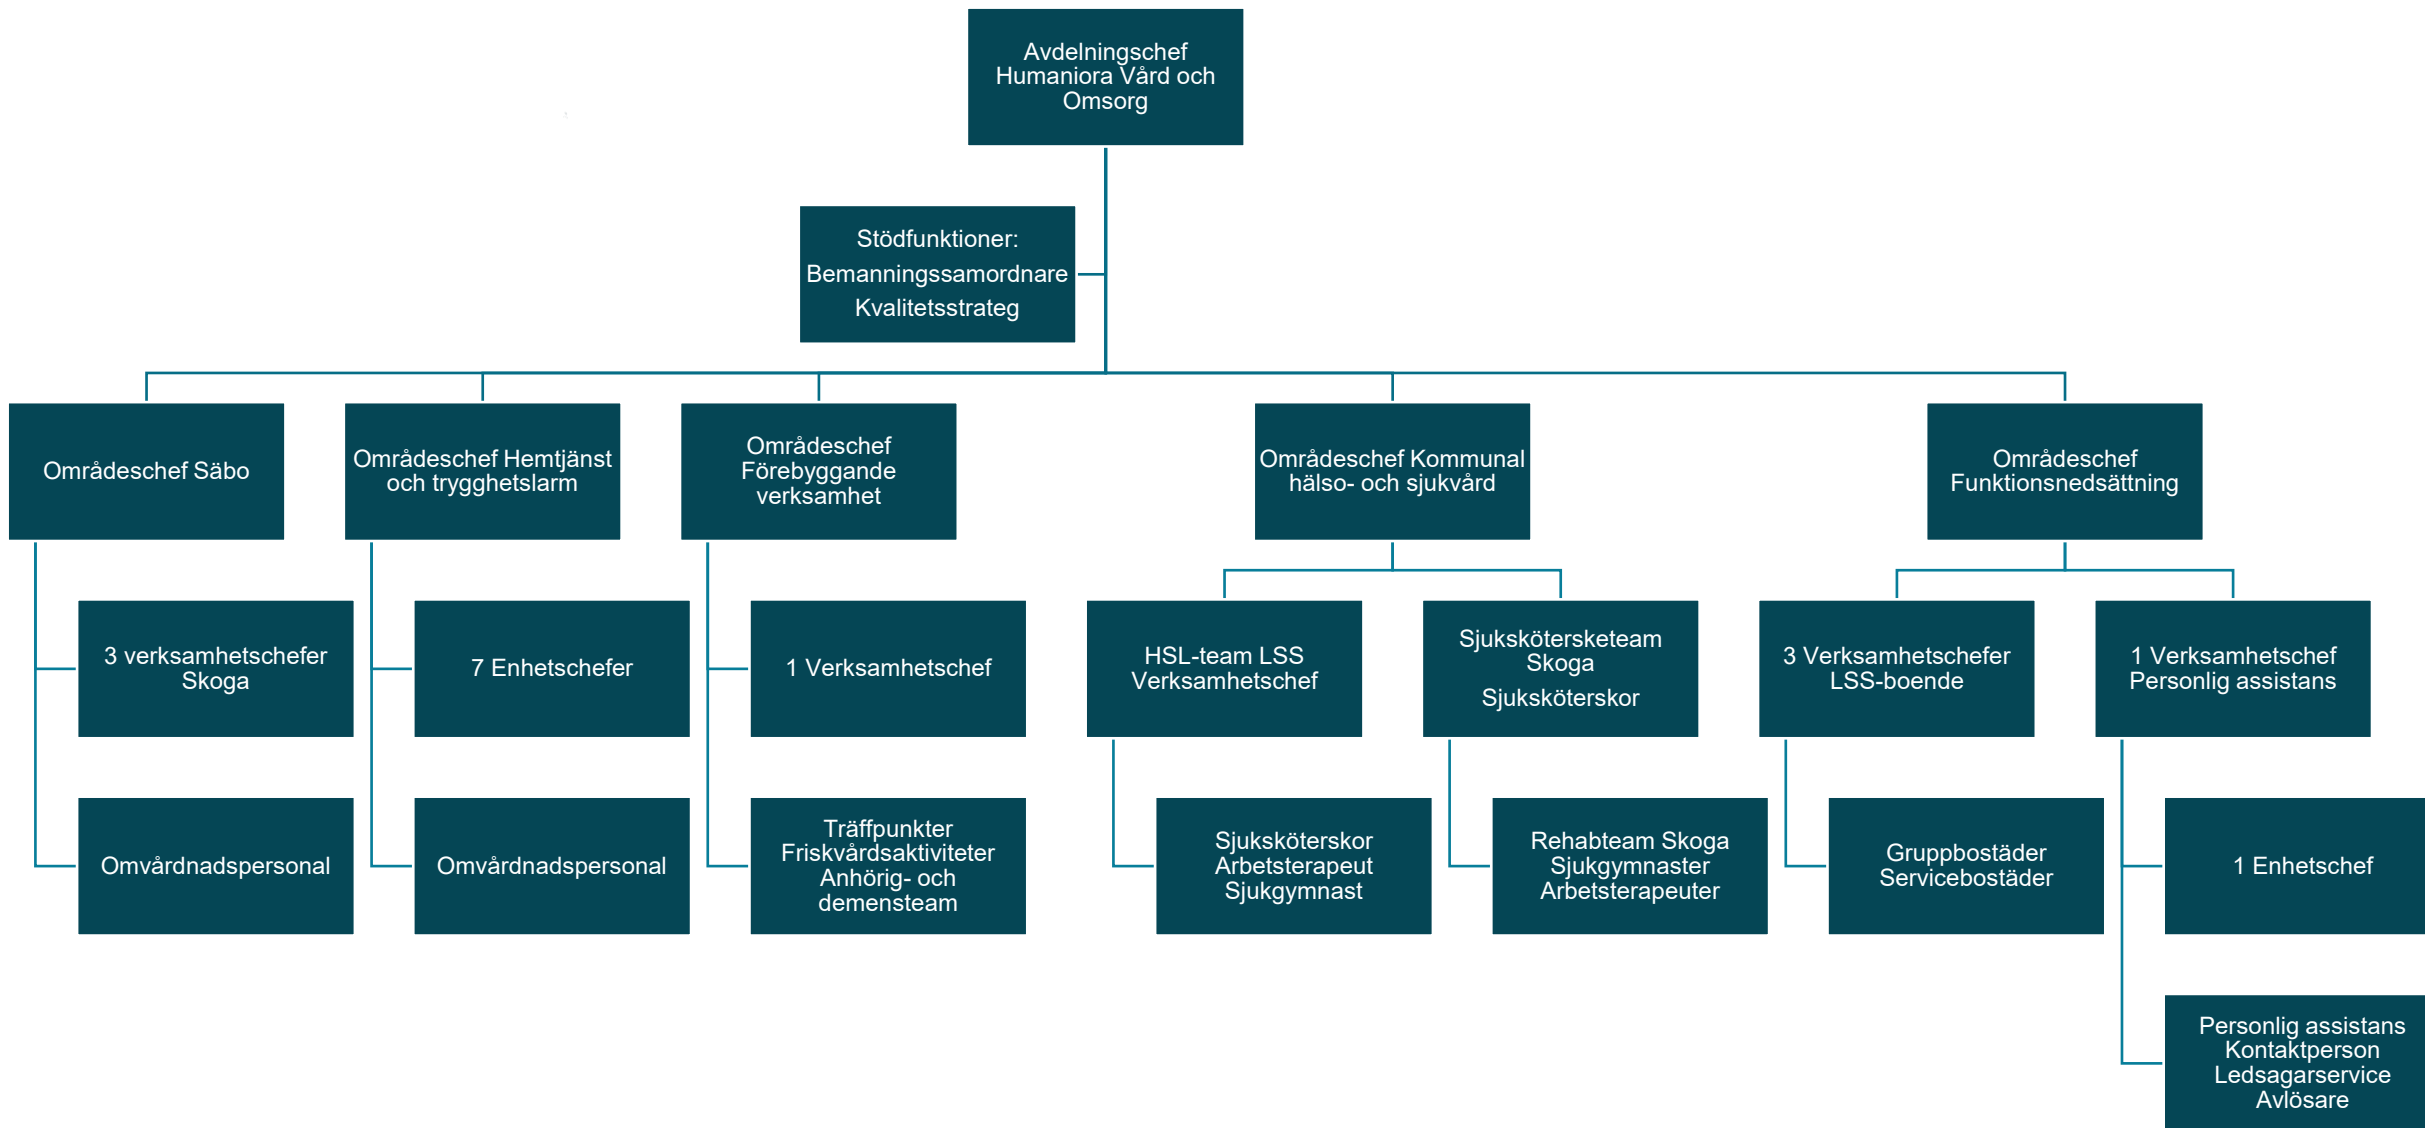 Avdelningschef
Humaniora Vård och
Omsorg
Stödfunktioner:
Bemanningssamordnare
Kvalitetsstrateg
Områdeschef Säbo
Områdeschef Hemtjänst
och trygghetslarm
Områdeschef
Förebyggande
verksamhet
Områdeschef Kommunal
hälso- och sjukvård
Områdeschef
Funktionsnedsättning
3 verksamhetschefer
Skoga
7 Enhetschefer
1 Verksamhetschef
HSL-team LSS
Verksamhetschef
Sjukskötersketeam
Skoga
Sjuksköterskor
3 Verksamhetschefer
LSS-boende
1 Verksamhetschef
Personlig assistans
Omvårdnadspersonal
Omvårdnadspersonal
Träffpunkter
Friskvårdsaktiviteter
Anhörig- och
demensteam
Sjuksköterskor
Arbetsterapeut
Sjukgymnast
Rehabteam Skoga
Sjukgymnaster
Arbetsterapeuter
Gruppbostäder
Servicebostäder
1 Enhetschef
Personlig assistans
Kontaktperson
Ledsagarservice
Avlösare